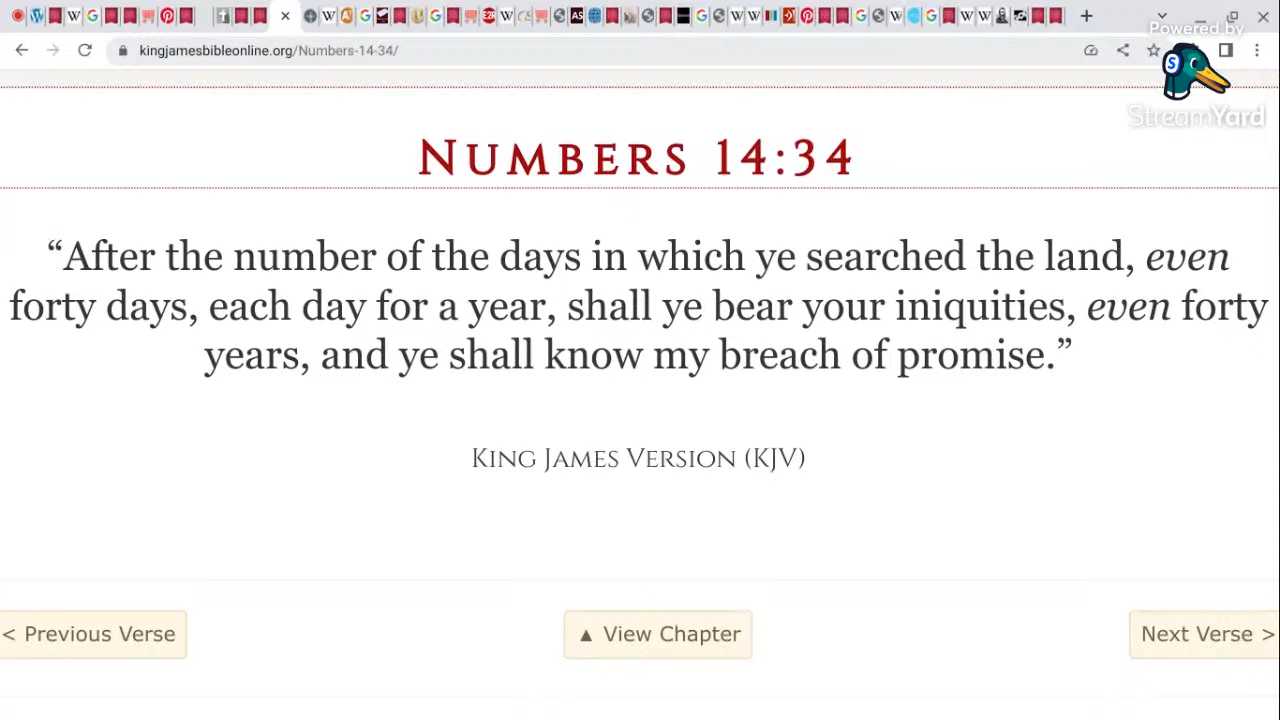 kingjamesbibleonline.org/Numbers-14-34/
Powered by
StreamYard
NUMBERS 14:34
“After the number of the days in which ye searched the land, even
forty days, each day for a year, shall ye bear your iniquities, even forty
years, and ye shall know my breach of promise.”
KING JAMES VERSION (KJV)
< Previous Verse
▲ View Chapter
Next Verse >